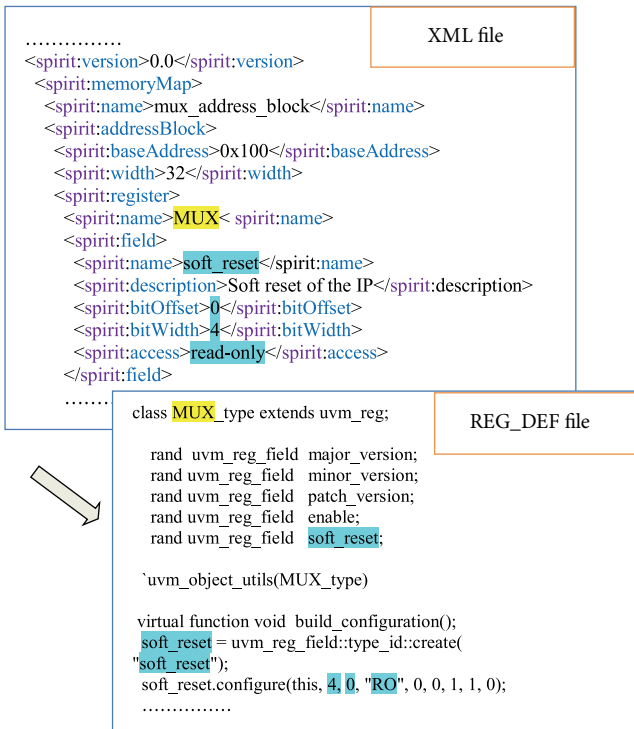 XML file
……………
<spirit:version>0.0</spirit:version>
<spirit:memoryMap>
<spirit:name>mux_address_block</spirit:name>
<spirit:addressBlock>
<spirit:baseAddress>0x100</spirit:baseAddress>
<spirit:width>32</spirit:width>
<spirit:register>
<spirit:name>MUX< spirit:name>
<spirit:field>
<spirit:name>soft_reset</spirit:name>
<spirit:description>Soft reset of the IP</spirit:description>
<spirit:bitOffset>0</spirit:bitOffset>
<spirit:bitWidth>4</spirit:bitWidth>
<spirit:access>read-only</spirit:access>
</spirit:field>
………
REG_DEF file
class MUX_type extends uvm_reg;
rand uvm_reg_field major_version;
rand uvm_reg_field minor_version;
rand uvm_reg_field patch_version;
rand uvm_reg_field enable;
rand uvm_reg_field soft_reset;
`uvm_object_utils(MUX_type)
virtual function void build_configuration();
soft_reset = uvm_reg_field::type_id::create(
"soft_reset");
soft_reset.configure(this, 4, 0, "RO", 0, 0, 1, 1, 0);
……………